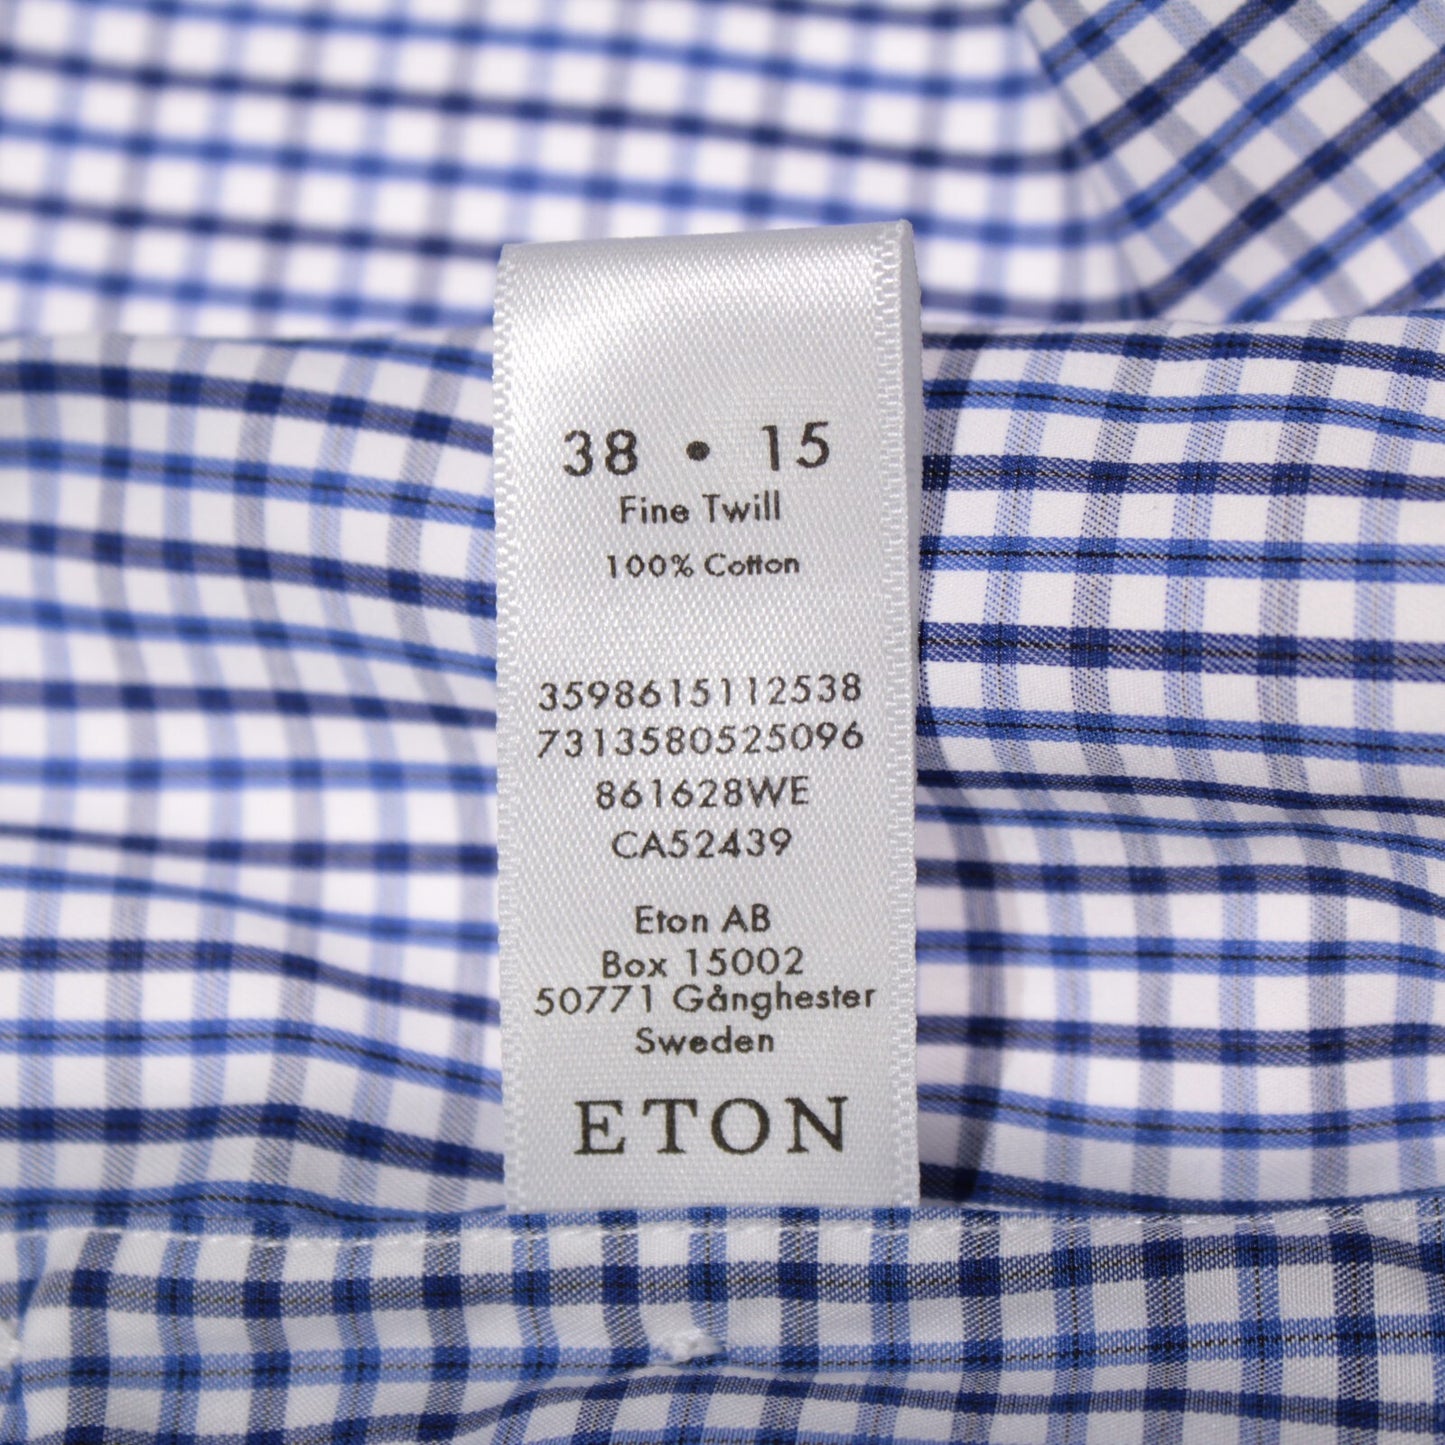 38 • 15
Fine Twill
100% Cotton
3598615112538
7313580525096
861628WE
CA52439
Eton AB
Box 15002
50771 Gånghester
Sweden
ETON